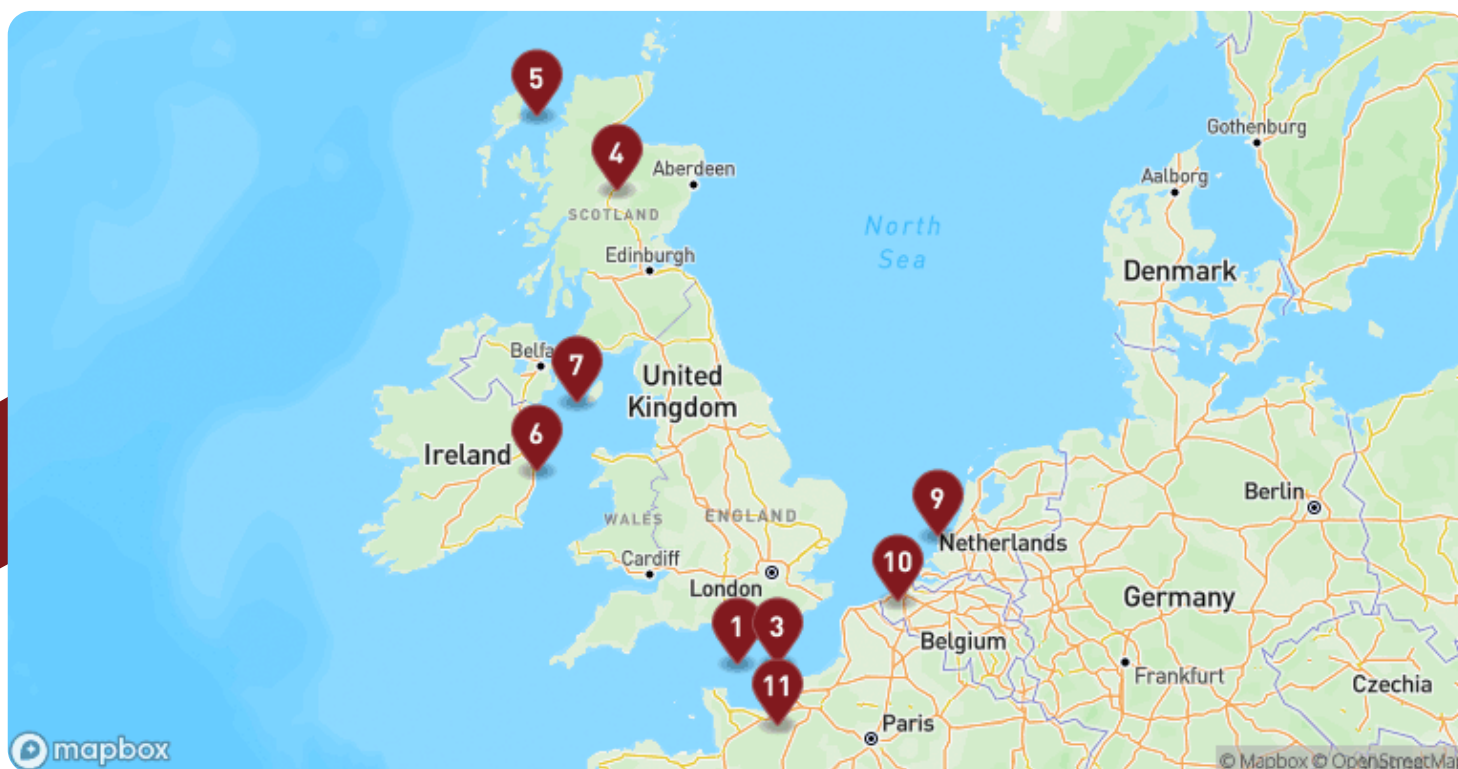 5
4
Aberdeen
SCOTLAND
Edinburgh
North
Sea
Gothenburg
Aalborg
Denmark
Belfa
7
United
Kingdom
6
Ireland
WALES
ENGLAND
Cardiff
London
9
Netherlands
10
Berlin
Germany
Belgium
1
3
11
Frankfurt
Czechia
Paris
mapbox
© Mapbox © OpenStreetMap